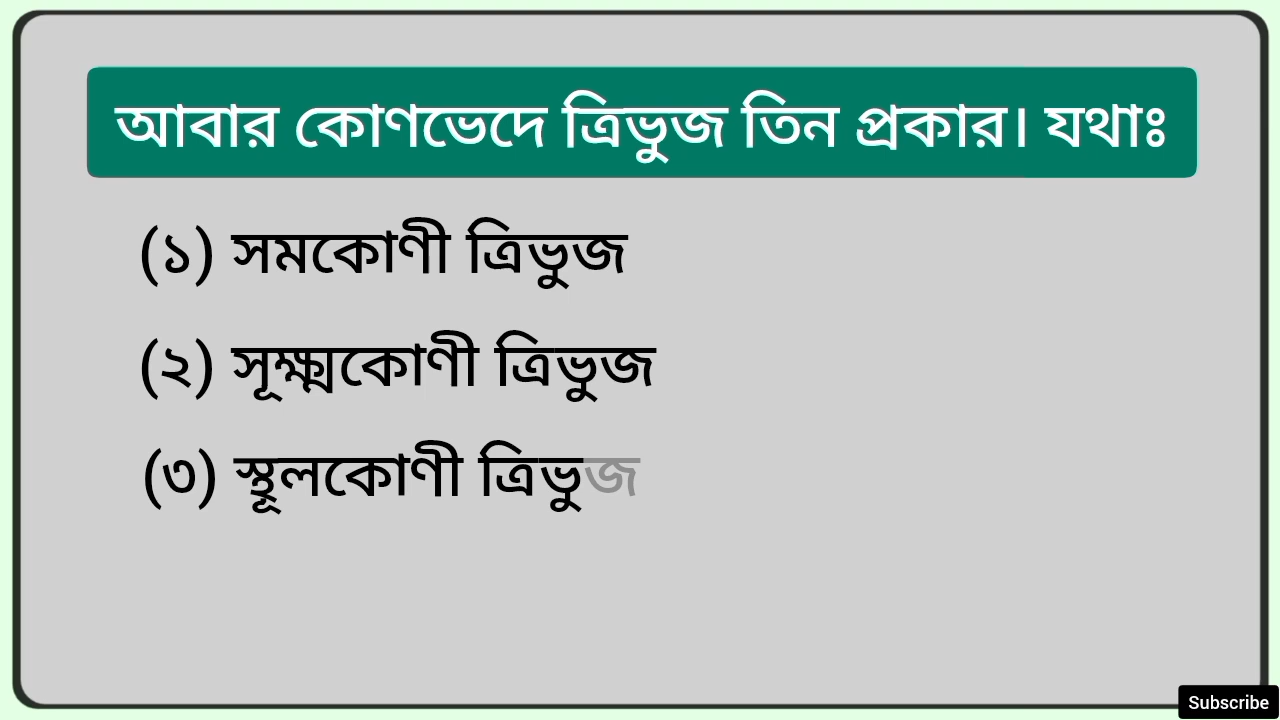 আবার কোণভেদে ত্রিভুজ তিন প্রকার। যথাঃ
(১) সমকোণী ত্রিভুজ
(২) সূক্ষ্মকোণী ত্রিভুজ
(৩) স্থূলকোণী ত্রিভুজ
Subscribe